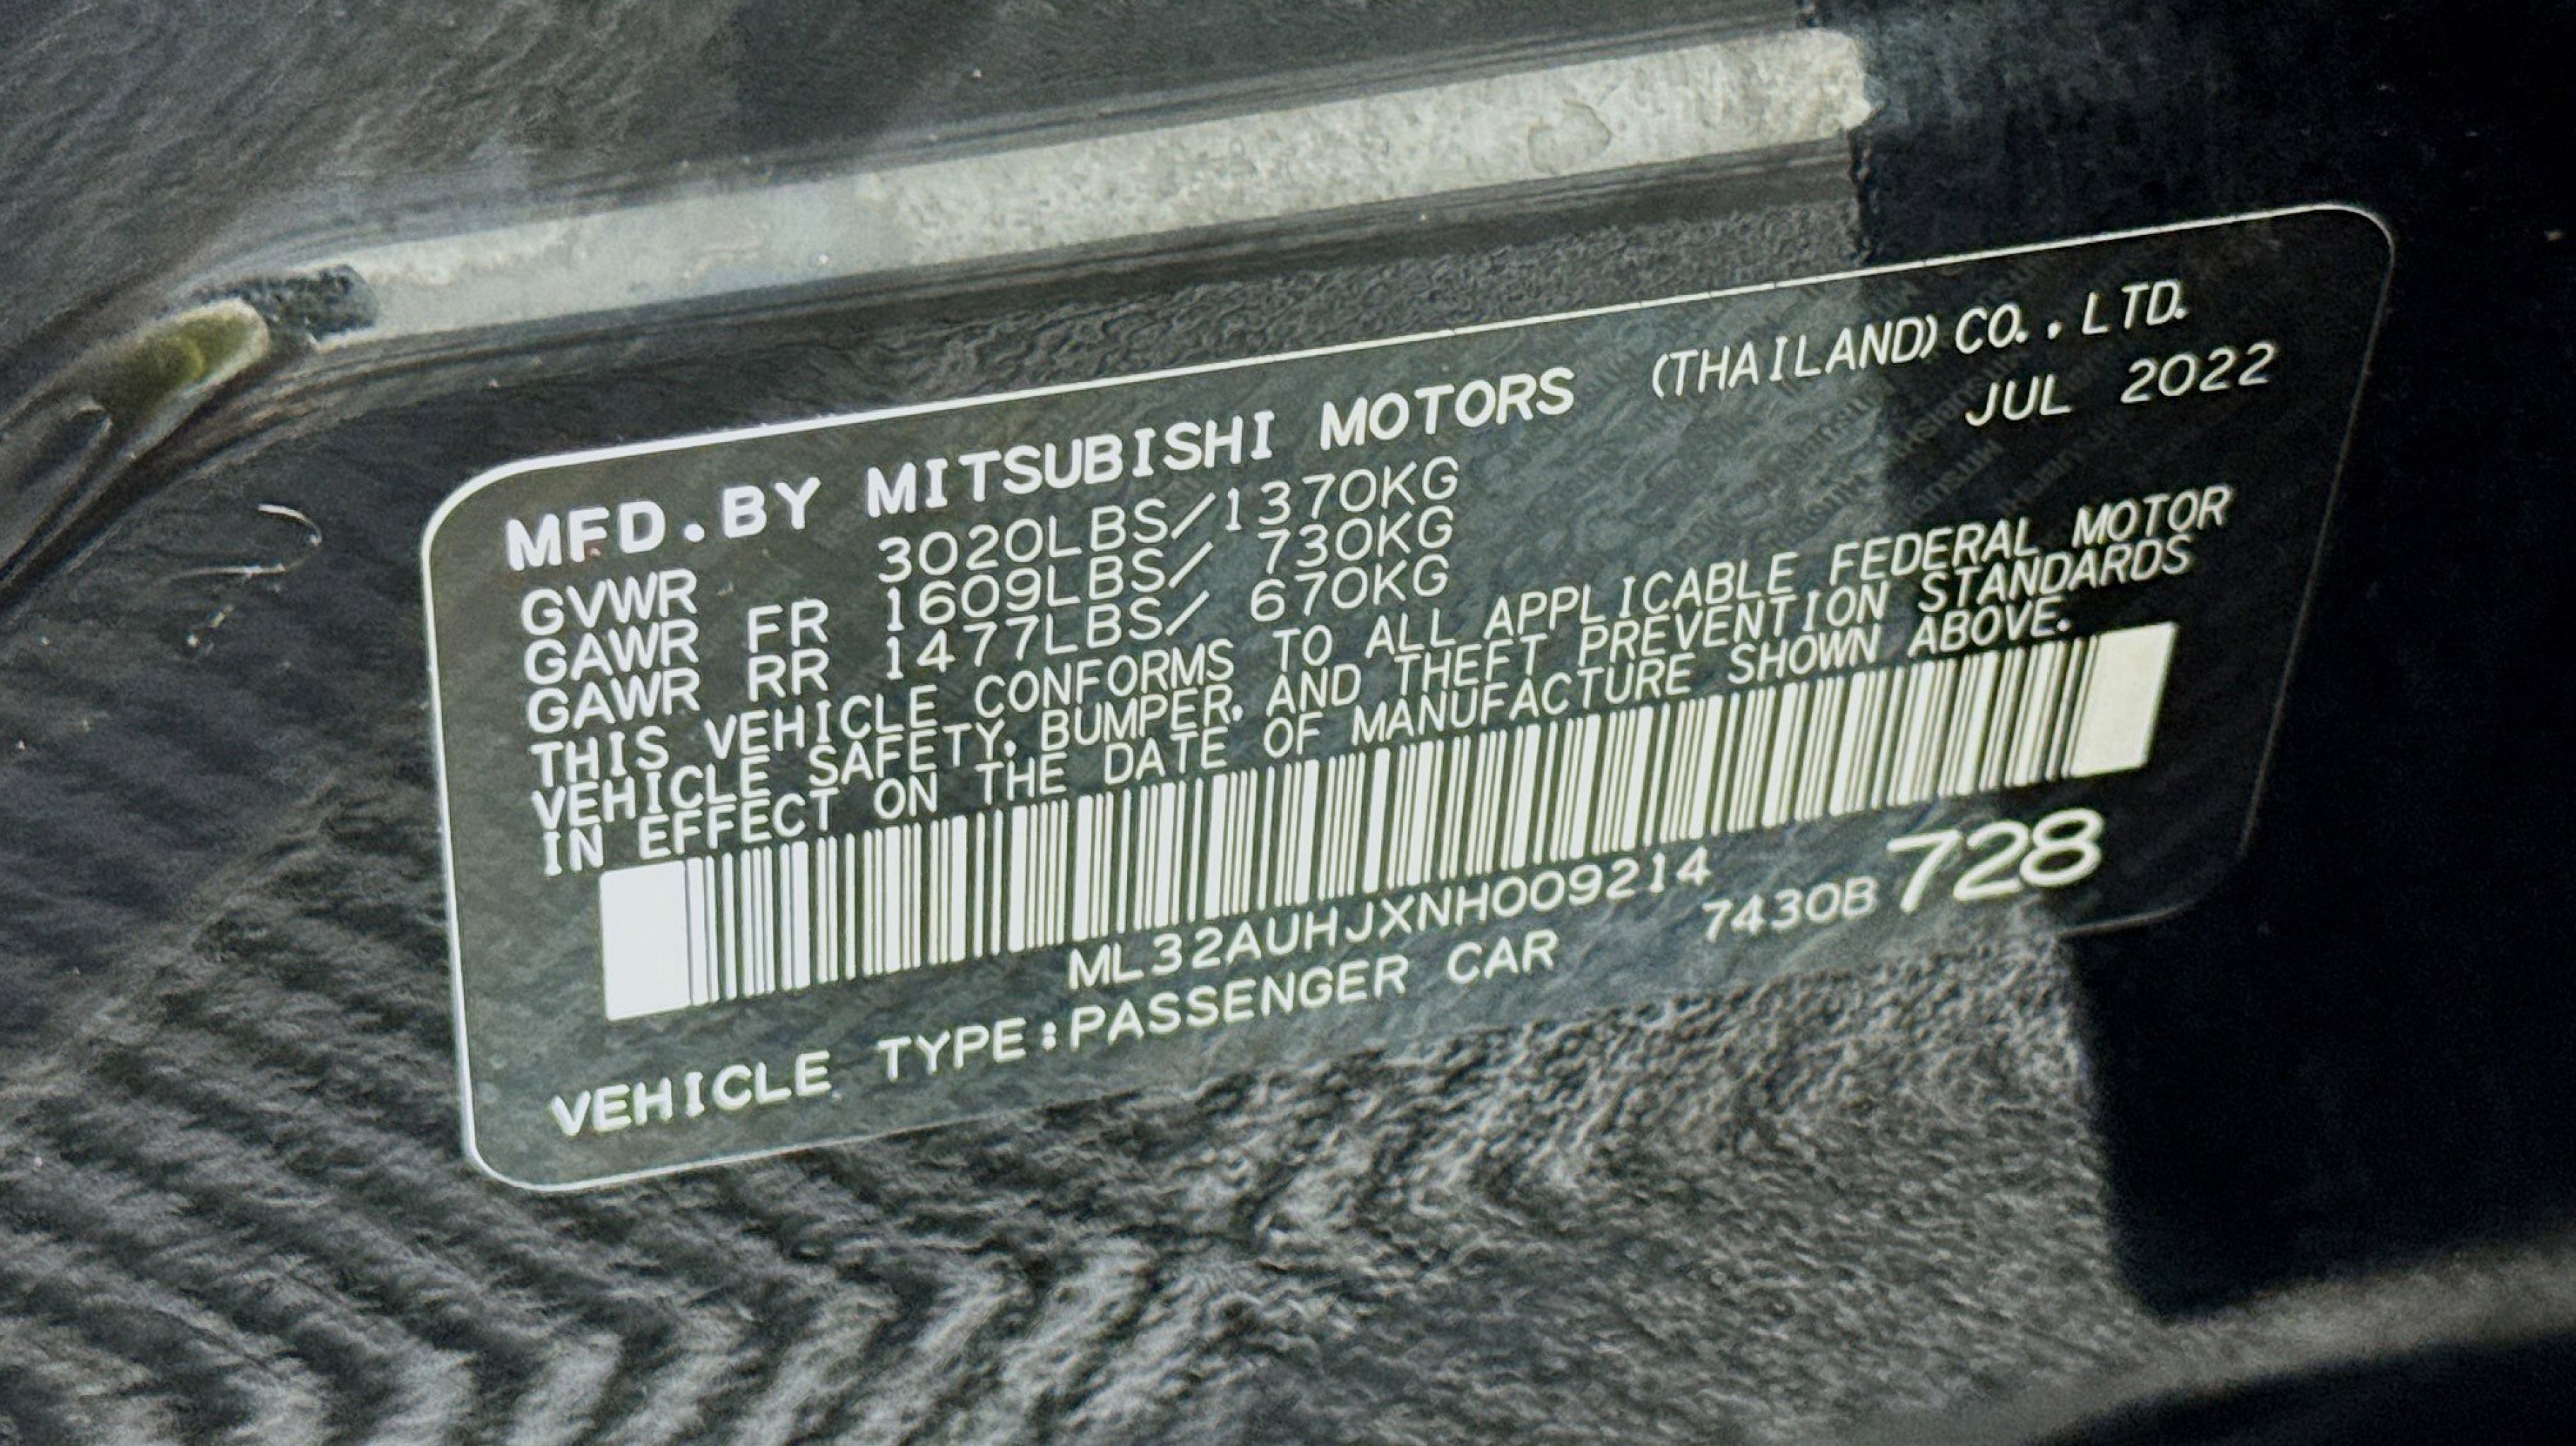 MFD.BY MITSUBISHI MOTORS (THAILAND) CO.,LTD.
JUL 2022
GVWR 3020LBS/1370KG
GAWR FR 1609LBS/ 730KG
GAWR RR 1477LBS/ 670KG
THIS VEHICLE CONFORMS TO ALL APPLICABLE FEDERAL MOTOR
VEHICLE SAFETY, BUMPER, AND THEFT PREVENTION STANDARDS
IN EFFECT ON THE DATE OF MANUFACTURE SHOWN ABOVE.
ML32AUHJXNH009214
7430B 728
VEHICLE TYPE:PASSENGER CAR